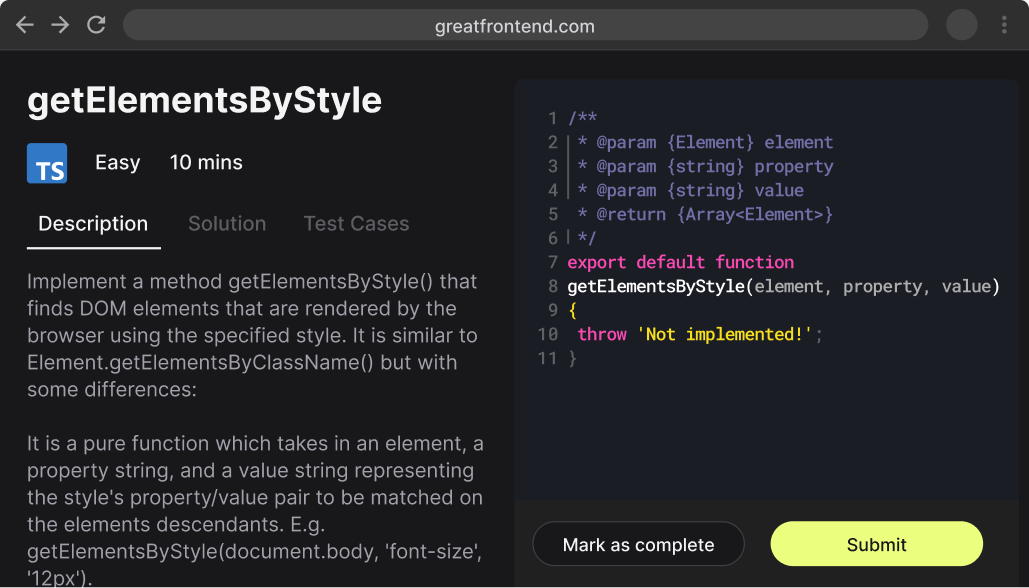 greatfrontend.com
getElementsByStyle
TS
Easy
10 mins
Description
Solution
Test Cases
Implement a method getElementsByStyle() that
finds DOM elements that are rendered by the
browser using the specified style. It is similar to
Element.getElementsByClassName() but with
some differences:
It is a pure function which takes in an element, a
property string, and a value string representing
the style's property/value pair to be matched on
the elements descendants. E.g.
getElementsByStyle(document.body, 'font-size',
'12px').
1 /**
2 * @param {Element} element
3 * @param {string} property
4 * @param {string} value
5 * @return {Array<Element>}
6 */
7 export default function
8 getElementsByStyle(element, property, value)
9 {
10 throw 'Not implemented!';
11 }
Mark as complete
Submit